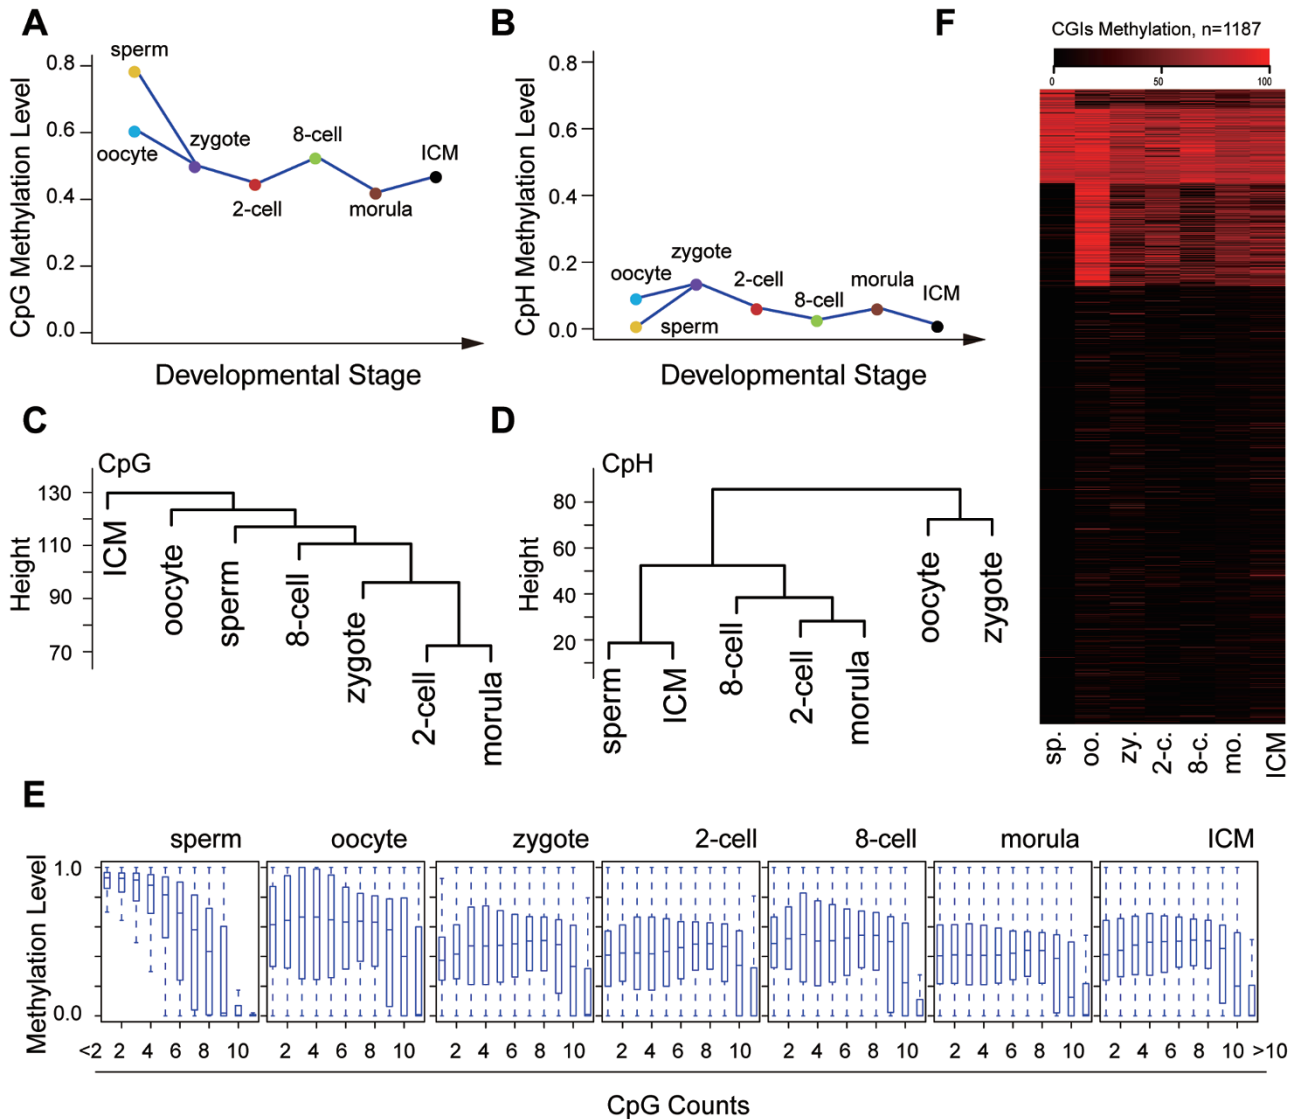 A
CpG Methylation Level
0.8
0.6
0.4
0.2
0.0
sperm
oocyte
zygote
2-cell
8-cell
morula
ICM
Developmental Stage
B
CpH Methylation Level
0.8
0.6
0.4
0.2
0.0
oocyte
sperm
zygote
2-cell
8-cell
morula
ICM
Developmental Stage
F
CGIs Methylation, n=1187
0 50 100
sp. oo. zy. 2-c. 8-c. mo. ICM
C
CpG
Height
130
110
90
70
ICM
oocyte
sperm
8-cell
zygote
2-cell
morula
D
CpH
Height
80
60
40
20
sperm
ICM
8-cell
2-cell
morula
oocyte
zygote
E
sperm oocyte zygote 2-cell 8-cell morula ICM
Methylation Level
1.0
0.0
<2 2 4 6 8 10 2 4 6 8 10 2 4 6 8 10 2 4 6 8 10 2 4 6 8 10 2 4 6 8 10 2 4 6 8 10 >10
CpG Counts